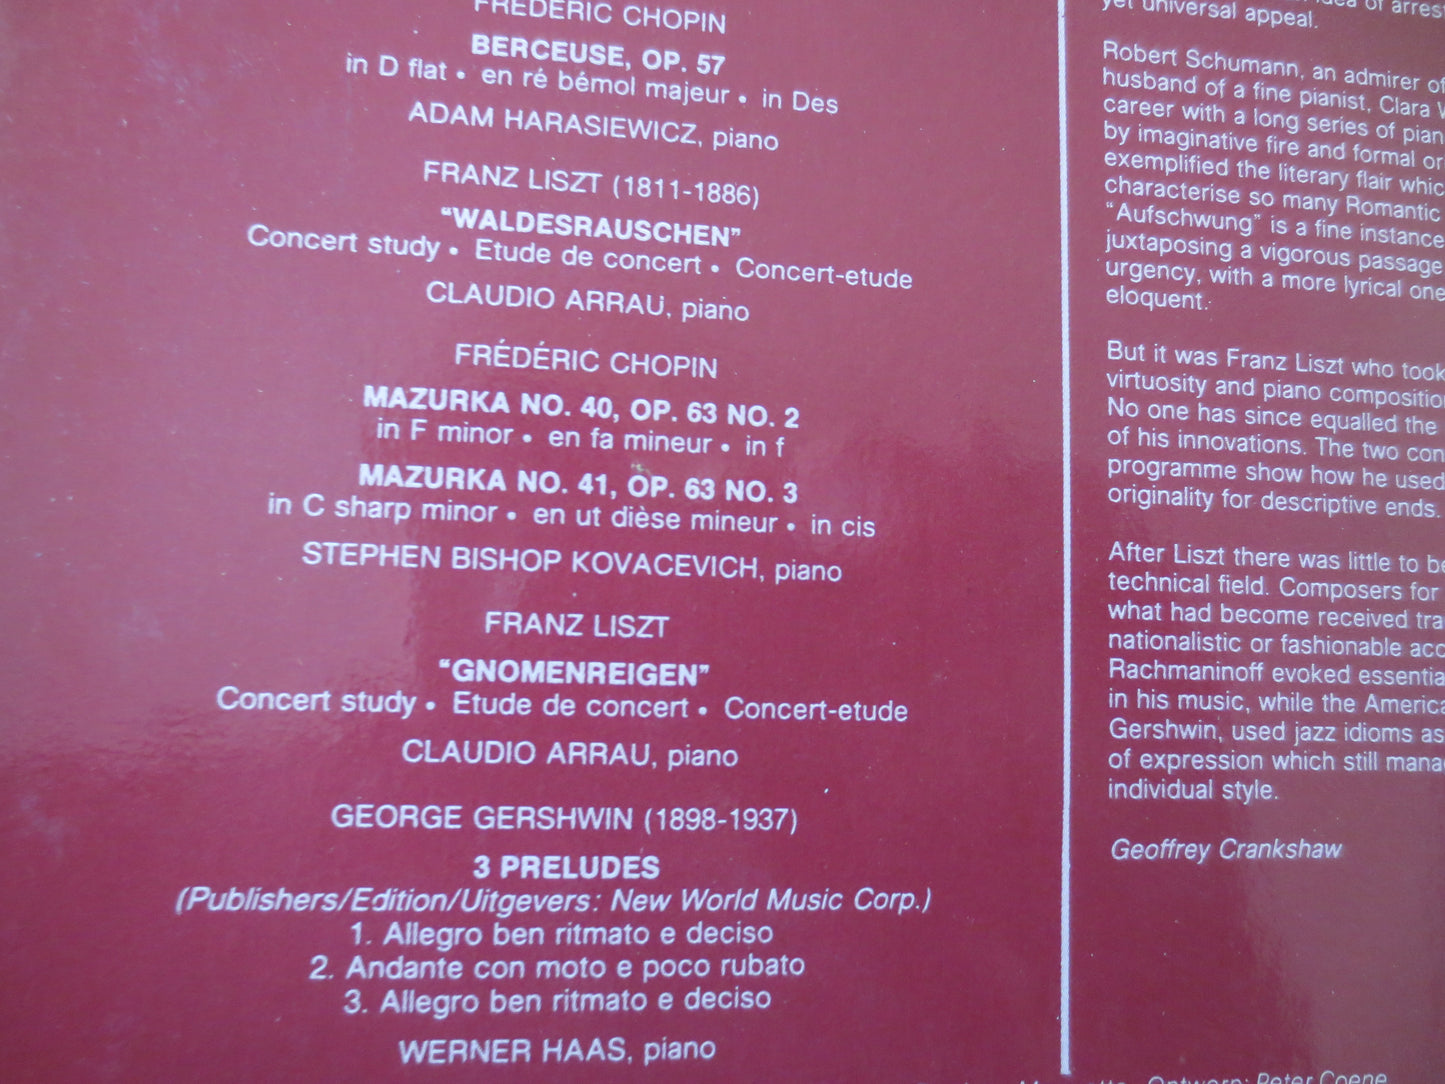 FRÉDÉRIC CHOPIN
BERCEUSE, OP. 57
in D flat • en ré bémol majeur • in Des
ADAM HARASIEWICZ, piano
FRANZ LISZT (1811-1886)
“WALDESRAUSCHEN”
Concert study • Etude de concert • Concert-etude
CLAUDIO ARRAU, piano
FRÉDÉRIC CHOPIN
MAZURKA NO. 40, OP. 63 NO. 2
in F minor • en fa mineur • in f
MAZURKA NO. 41, OP. 63 NO. 3
in C sharp minor • en ut dièse mineur • in cis
STEPHEN BISHOP KOVACEVICH, piano
FRANZ LISZT
“GNOMENREIGEN”
Concert study • Etude de concert • Concert-etude
CLAUDIO ARRAU, piano
GEORGE GERSHWIN (1898-1937)
3 PRELUDES
(Publishers/Edition/Uitgevers: New World Music Corp.)
1. Allegro ben ritmato e deciso
2. Andante con moto e poco rubato
3. Allegro ben ritmato e deciso
WERNER HAAS, piano
of
yet universal appeal.
Robert Schumann, an admirer of
husband of a fine pianist, Clara
career with a long series of
by imaginative fire and formal or
exemplified the literary flair
characterise so many Romantic
“Aufschwung” is a fine instance
juxtaposing a vigorous passage
urgency, with a more lyrical one
eloquent.
But it was Franz Liszt who took
virtuosity and piano
No one has since equalled the
of his innovations. The two
programme show how he used
originality for descriptive ends.
After Liszt there was little to
technical field. Composers for
what had become received
nationalistic or fashionable
Rachmaninoff evoked
in his music, while the
Gershwin, used jazz idioms as
of expression which still
individual style.
Geoffrey Crankshaw
Ontwerp: Peter Coene